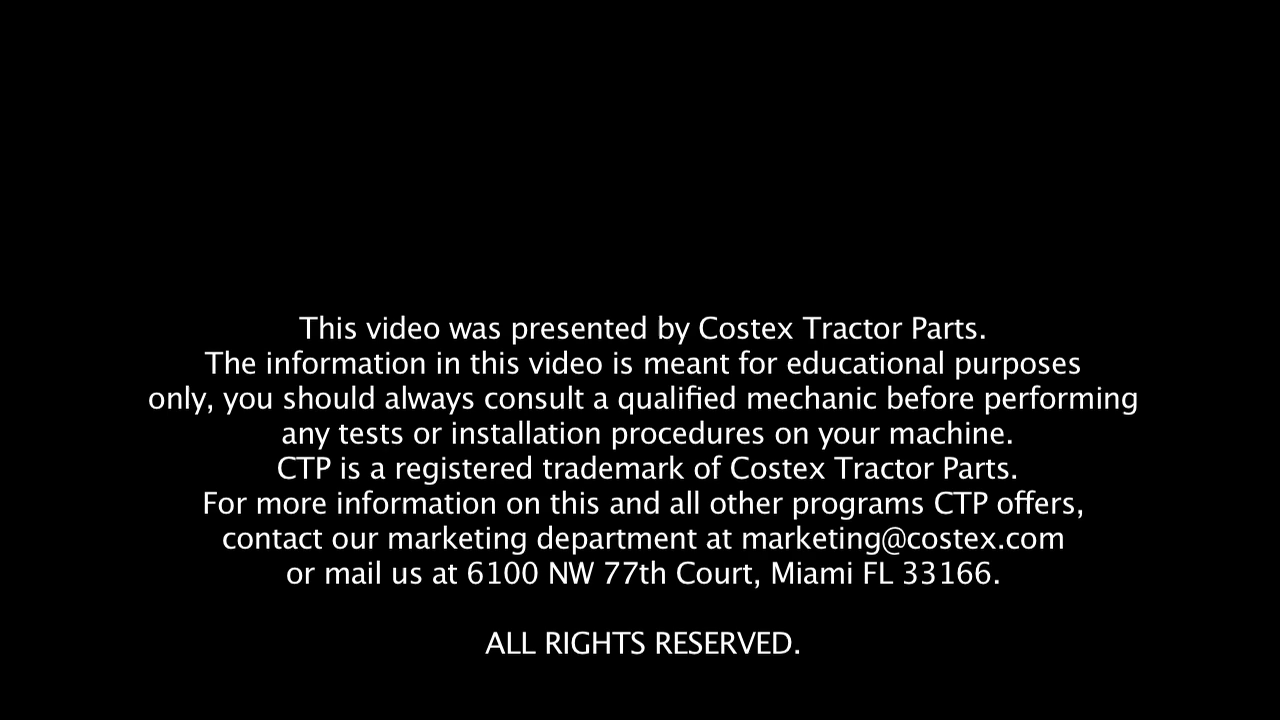 This video was presented by Costex Tractor Parts.
The information in this video is meant for educational purposes
only, you should always consult a qualified mechanic before performing
any tests or installation procedures on your machine.
CTP is a registered trademark of Costex Tractor Parts.
For more information on this and all other programs CTP offers,
contact our marketing department at marketing@costex.com
or mail us at 6100 NW 77th Court, Miami FL 33166.
ALL RIGHTS RESERVED.